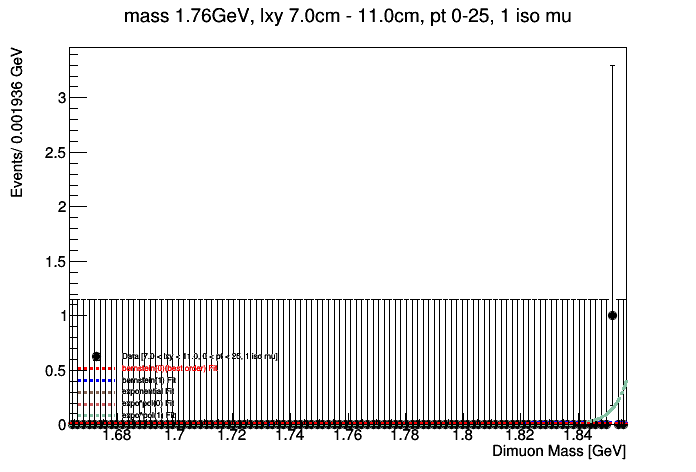 mass 1.76GeV, lxy 7.0cm - 11.0cm, pt 0-25, 1 iso mu
Events/ 0.001936 GeV
3
2.5
2
1.5
1
0.5
0
Data [7.0 < lxy < 11.0, 0 < pt < 25, 1 iso mu]
bernstein[0](best order) Fit
bernstein[1] Fit
exponential Fit
expo*pol(0) Fit
expo*pol(1) Fit
1.68 1.7 1.72 1.74 1.76 1.78 1.8 1.82 1.84
Dimuon Mass [GeV]